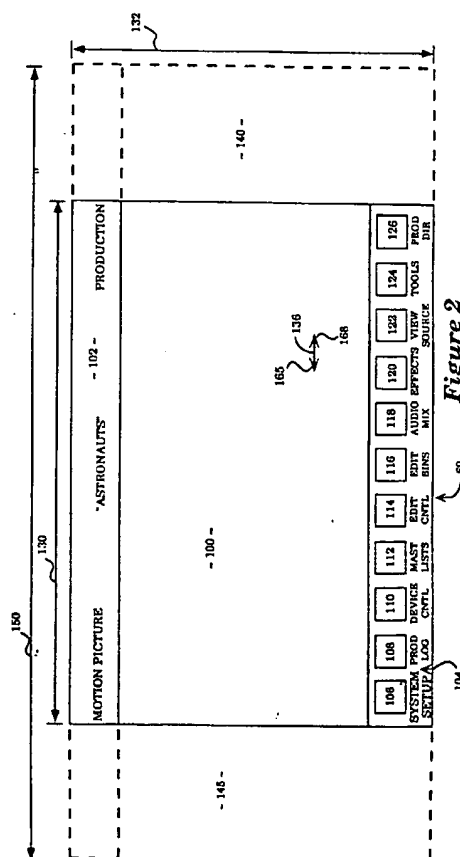 150
130
132
MOTION PICTURE "ASTRONAUTS" - 102 - PRODUCTION
- 145 -
- 100 -
- 140 -
136
165
168
106 108 110 112 114 116 118 120 122 124 126
SYSTEM PROD DEVICE MAST EDIT EDIT AUDIO EFFECTS VIEW TOOLS PROD
SETUP LOG CNTL LISTS CNTL BINS MIX SOURCE DIR
104
Figure 2